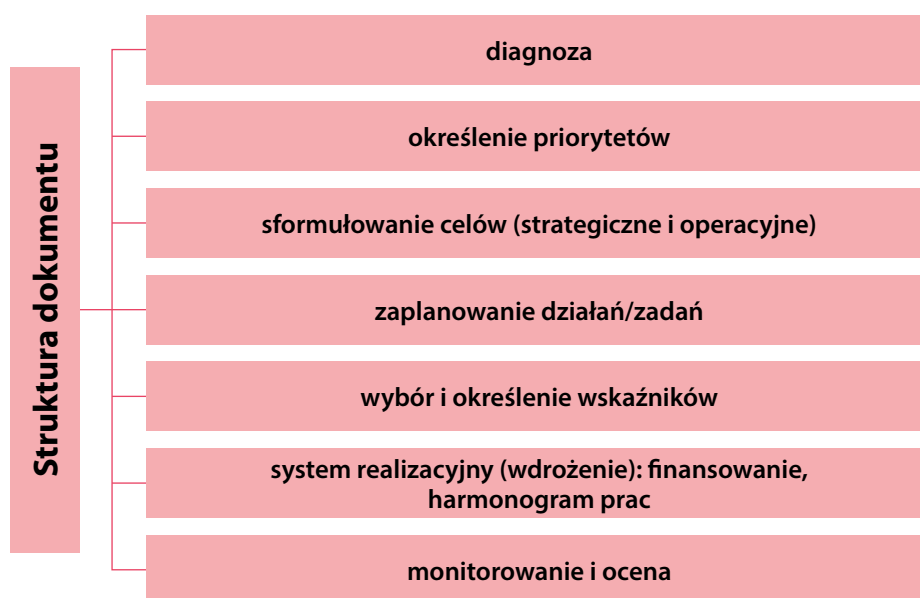 Struktura dokumentu
diagnoza
określenie priorytetów
sformułowanie celów (strategiczne i operacyjne)
zaplanowanie działań/zadań
wybór i określenie wskaźników
system realizacyjny (wdrożenie): finansowanie,
harmonogram prac
monitorowanie i ocena